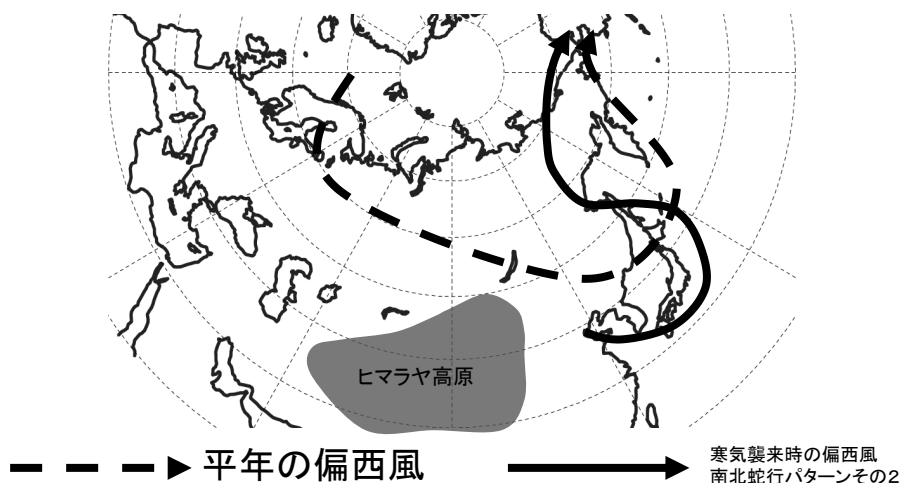 ヒマラヤ高原
平年の偏西風
寒気襲来時の偏西風
南北蛇行パターンその2